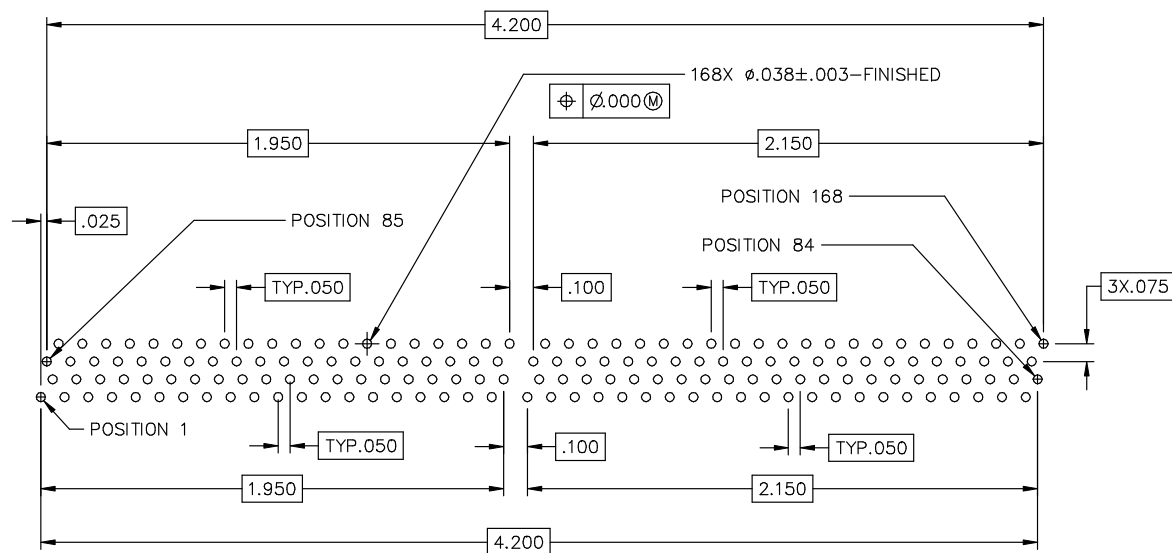 4.200
168X ⌀.038±.003-FINISHED
⌖ ⌀.000Ⓜ
1.950
2.150
POSITION 168
.025
POSITION 85
POSITION 84
TYP.050
.100
TYP.050
3X.075
POSITION 1
TYP.050
.100
TYP.050
1.950
2.150
4.200